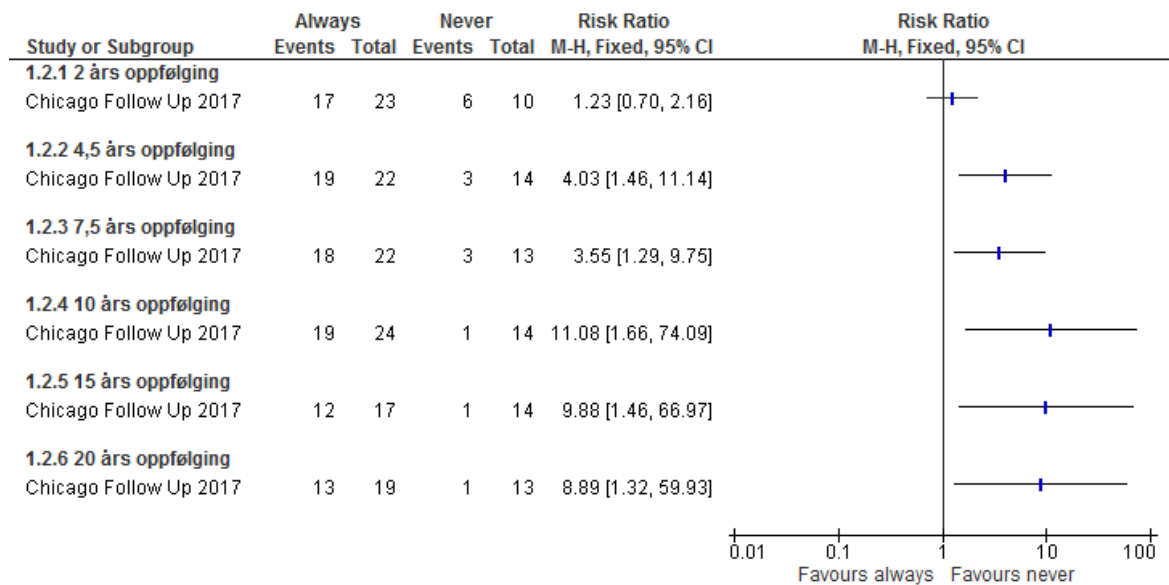 Always Never Risk Ratio Risk Ratio
Study or Subgroup Events Total Events Total M-H, Fixed, 95% CI M-H, Fixed, 95% CI
1.2.1 2 års oppfølging
Chicago Follow Up 2017 17 23 6 10 1.23 [0.70, 2.16]
1.2.2 4,5 års oppfølging
Chicago Follow Up 2017 19 22 3 14 4.03 [1.46, 11.14]
1.2.3 7,5 års oppfølging
Chicago Follow Up 2017 18 22 3 13 3.55 [1.29, 9.75]
1.2.4 10 års oppfølging
Chicago Follow Up 2017 19 24 1 14 11.08 [1.66, 74.09]
1.2.5 15 års oppfølging
Chicago Follow Up 2017 12 17 1 14 9.88 [1.46, 66.97]
1.2.6 20 års oppfølging
Chicago Follow Up 2017 13 19 1 13 8.89 [1.32, 59.93]
0.01 0.1 1 10 100
Favours always Favours never